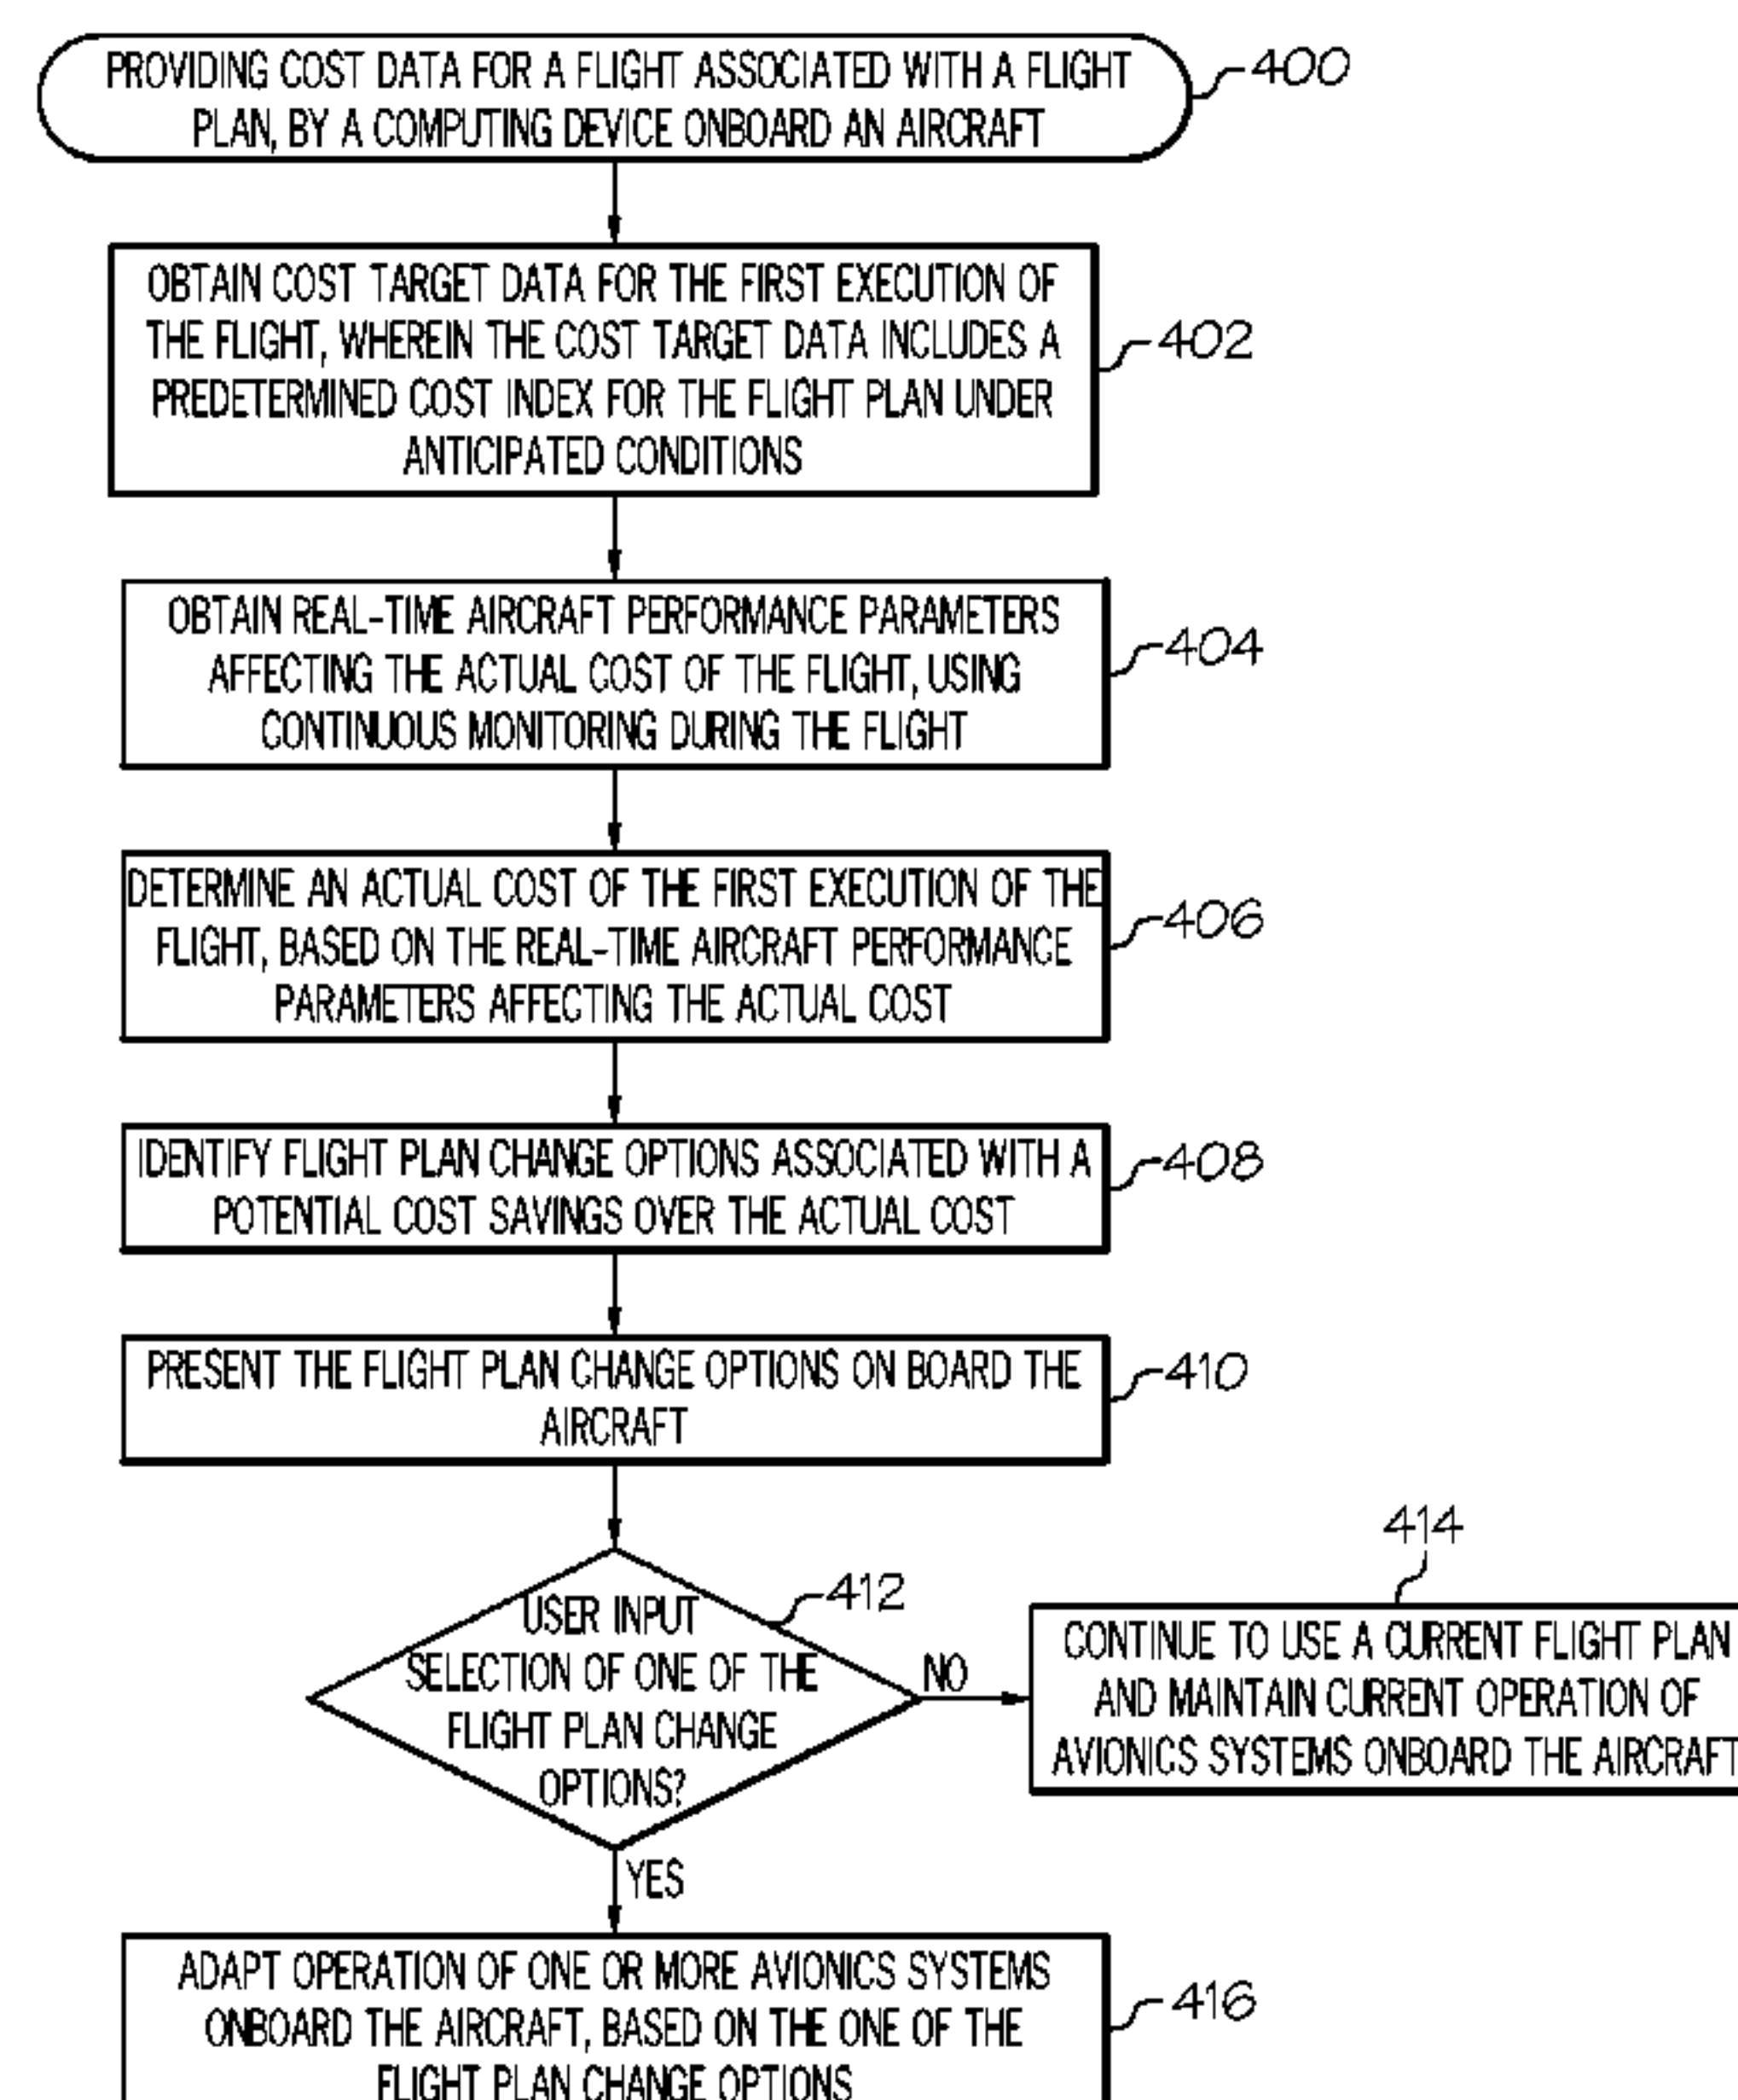 PROVIDING COST DATA FOR A FLIGHT ASSOCIATED WITH A FLIGHT
PLAN, BY A COMPUTING DEVICE ONBOARD AN AIRCRAFT
400
OBTAIN COST TARGET DATA FOR THE FIRST EXECUTION OF
THE FLIGHT, WHEREIN THE COST TARGET DATA INCLUDES A
PREDETERMINED COST INDEX FOR THE FLIGHT PLAN UNDER
ANTICIPATED CONDITIONS
402
OBTAIN REAL-TIME AIRCRAFT PERFORMANCE PARAMETERS
AFFECTING THE ACTUAL COST OF THE FLIGHT, USING
CONTINUOUS MONITORING DURING THE FLIGHT
404
DETERMINE AN ACTUAL COST OF THE FIRST EXECUTION OF THE
FLIGHT, BASED ON THE REAL-TIME AIRCRAFT PERFORMANCE
PARAMETERS AFFECTING THE ACTUAL COST
406
IDENTIFY FLIGHT PLAN CHANGE OPTIONS ASSOCIATED WITH A
POTENTIAL COST SAVINGS OVER THE ACTUAL COST
408
PRESENT THE FLIGHT PLAN CHANGE OPTIONS ON BOARD THE
AIRCRAFT
410
USER INPUT
SELECTION OF ONE OF THE
FLIGHT PLAN CHANGE
OPTIONS?
412
NO
414
CONTINUE TO USE A CURRENT FLIGHT PLAN
AND MAINTAIN CURRENT OPERATION OF
AVIONICS SYSTEMS ONBOARD THE AIRCRAFT
YES
ADAPT OPERATION OF ONE OR MORE AVIONICS SYSTEMS
ONBOARD THE AIRCRAFT, BASED ON THE ONE OF THE
FLIGHT PLAN CHANGE OPTIONS
416